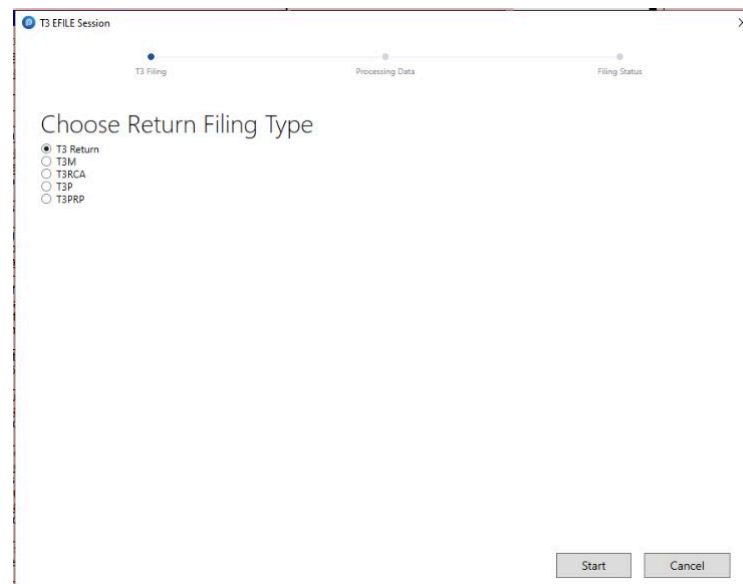 T3 EFILE Session
T3 Filing
Processing Data
Filing Status
Choose Return Filing Type
T3 Return
T3M
T3RCA
T3P
T3PRP
Start
Cancel